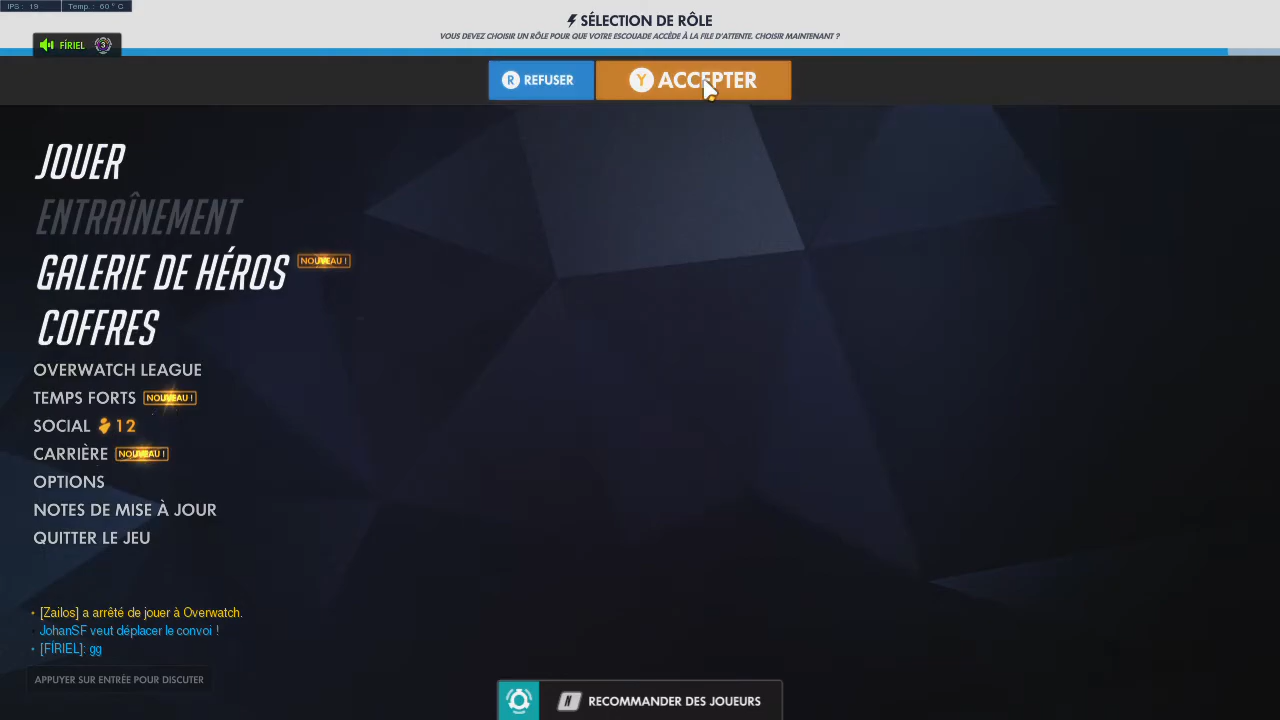 IPS : 19 Temp. : 60 ° C
SÉLECTION DE RÔLE
VOUS DEVEZ CHOISIR UN RÔLE POUR QUE VOTRE ESCOUADE ACCÈDE À LA FILE D'ATTENTE. CHOISIR MAINTENANT ?
FÍRIEL 3
R REFUSER
Y ACCEPTER
JOUER
ENTRAÎNEMENT
GALERIE DE HÉROS NOUVEAU !
COFFRES
OVERWATCH LEAGUE
TEMPS FORTS NOUVEAU !
SOCIAL 12
CARRIÈRE NOUVEAU !
OPTIONS
NOTES DE MISE À JOUR
QUITTER LE JEU
[Zailos] a arrêté de jouer à Overwatch.
JohanSF veut déplacer le convoi !
[FÍRIEL]: gg
APPUYER SUR ENTRÉE POUR DISCUTER
N RECOMMANDER DES JOUEURS